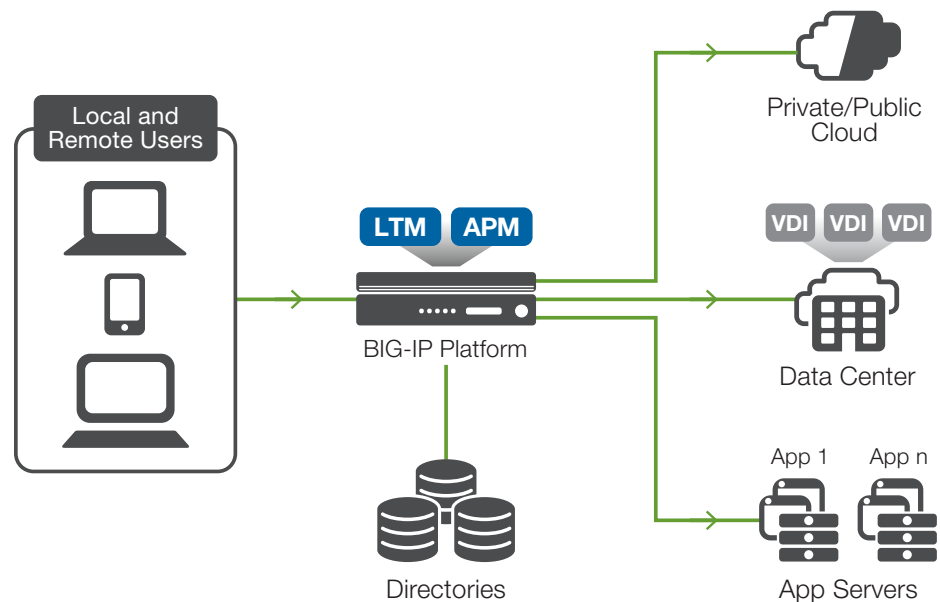 Local and
Remote Users
LTM
APM
BIG-IP Platform
Directories
Private/Public
Cloud
VDI VDI VDI
Data Center
App 1 App n
App Servers